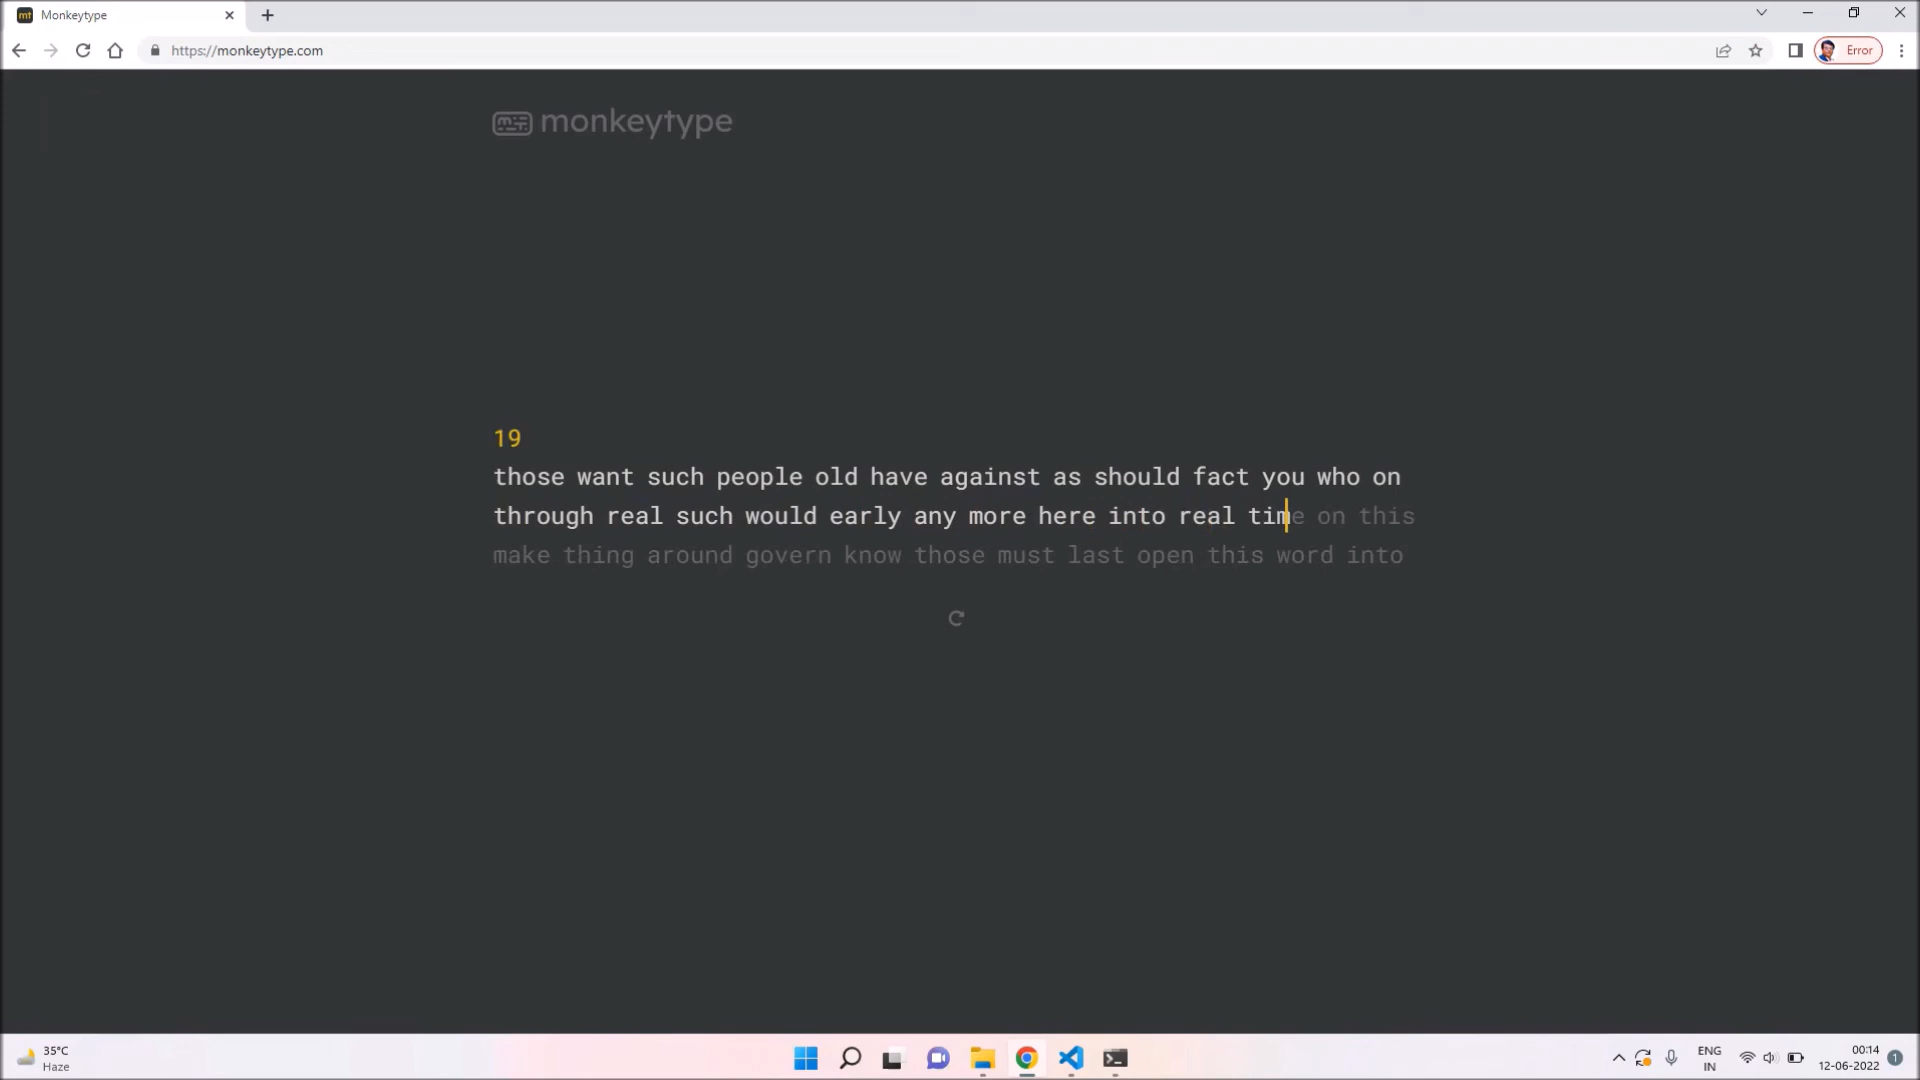 Monkeytype
https://monkeytype.com
Error
monkeytype
19
those want such people old have against as should fact you who on
through real such would early any more here into real time on this
make thing around govern know those must last open this word into
35°C
Haze
ENG
IN
00:14
12-06-2022
1